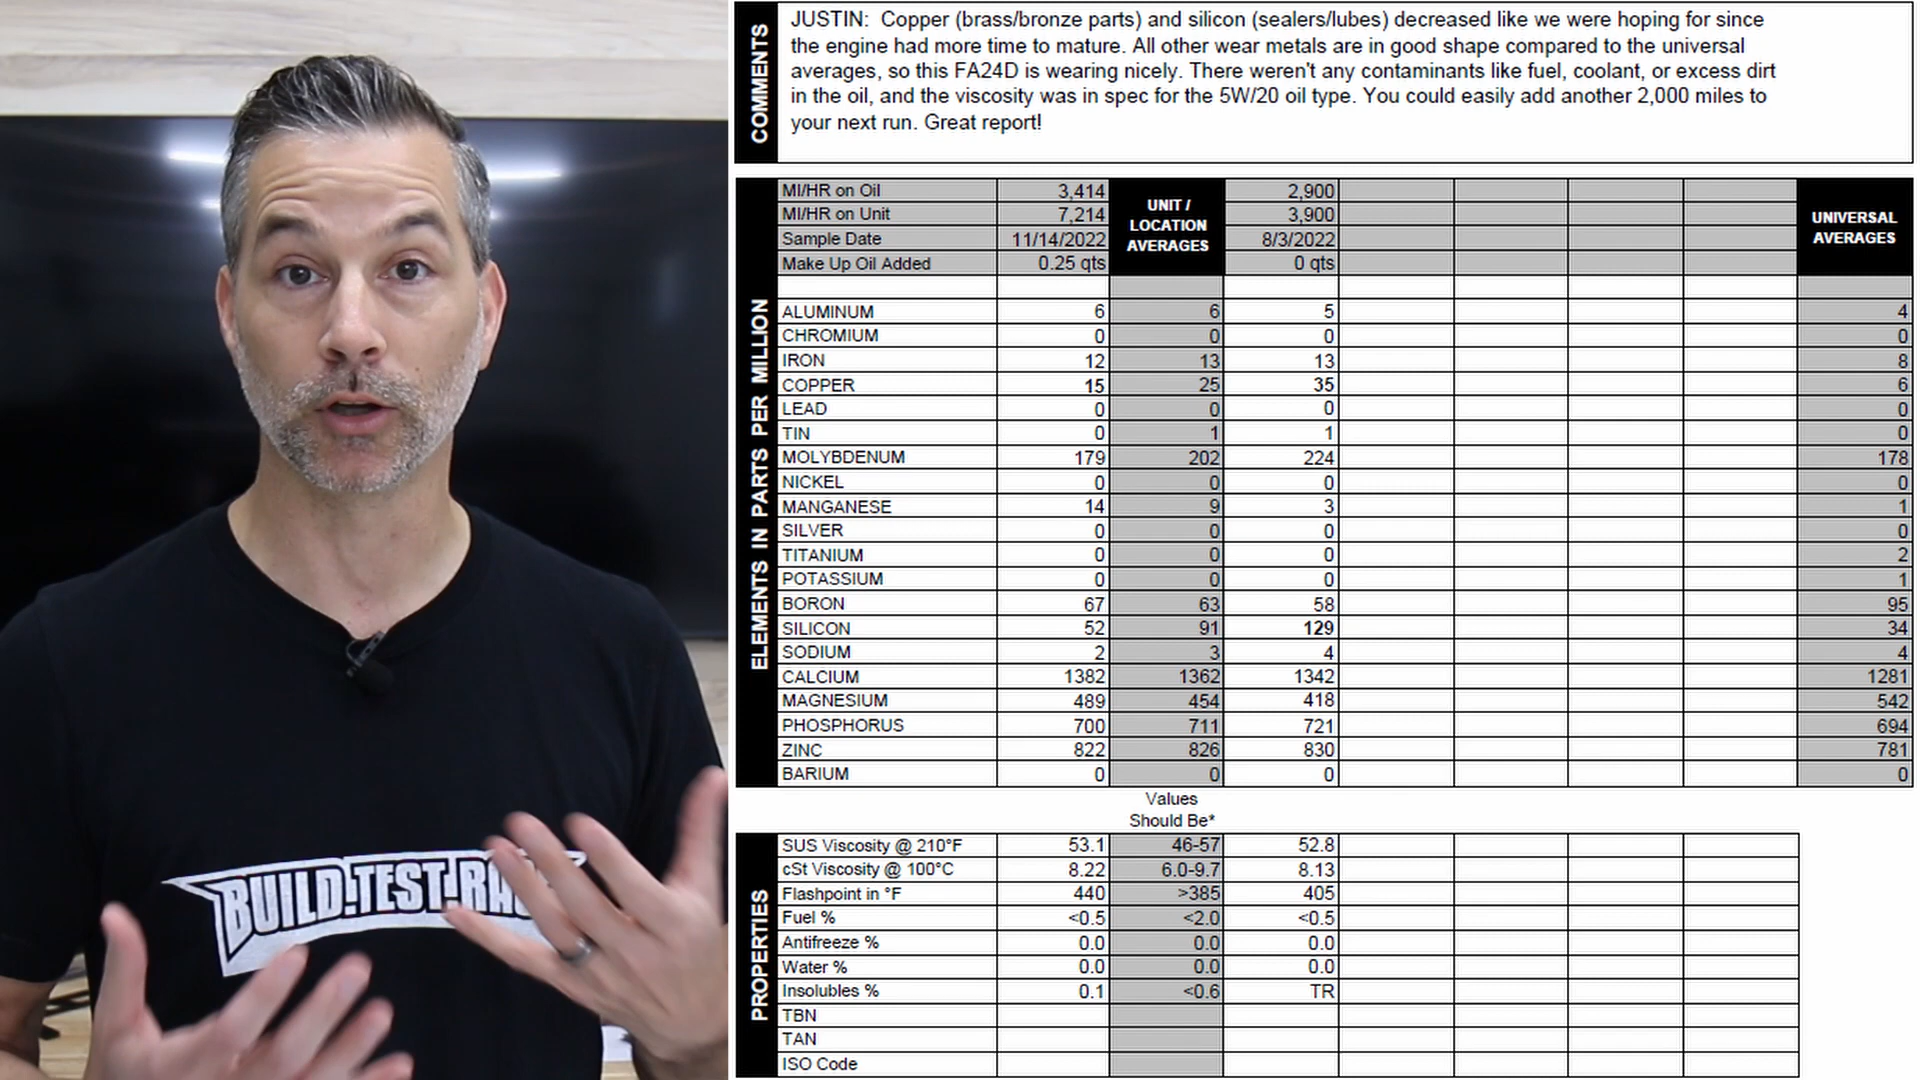 JUSTIN: Copper (brass/bronze parts) and silicon (sealers/lubes) decreased like we were hoping for since
the engine had more time to mature. All other wear metals are in good shape compared to the universal
averages, so this FA24D is wearing nicely. There weren't any contaminants like fuel, coolant, or excess dirt
in the oil, and the viscosity was in spec for the 5W/20 oil type. You could easily add another 2,000 miles to
your next run. Great report!
COMMENTS
MI/HR on Oil 3,414 2,900
MI/HR on Unit 7,214 3,900
Sample Date 11/14/2022 8/3/2022
Make Up Oil Added 0.25 qts 0 qts
UNIT /
LOCATION
AVERAGES
UNIVERSAL
AVERAGES
ELEMENTS IN PARTS PER MILLION
ALUMINUM 6 6 5 4
CHROMIUM 0 0 0 0
IRON 12 13 13 8
COPPER 15 25 35 6
LEAD 0 0 0 0
TIN 0 1 1 0
MOLYBDENUM 179 202 224 178
NICKEL 0 0 0 0
MANGANESE 14 9 3 1
SILVER 0 0 0 0
TITANIUM 0 0 0 2
POTASSIUM 0 0 0 1
BORON 67 63 58 95
SILICON 52 91 129 34
SODIUM 2 3 4 4
CALCIUM 1382 1362 1342 1281
MAGNESIUM 489 454 418 542
PHOSPHORUS 700 711 721 694
ZINC 822 826 830 781
BARIUM 0 0 0 0
Values
Should Be*
PROPERTIES
SUS Viscosity @ 210°F 53.1 46-57 52.8
cSt Viscosity @ 100°C 8.22 6.0-9.7 8.13
Flashpoint in °F 440 >385 405
Fuel % <0.5 <2.0 <0.5
Antifreeze % 0.0 0.0 0.0
Water % 0.0 0.0 0.0
Insolubles % 0.1 <0.6 TR
TBN
TAN
ISO Code
BUILD.TEST.